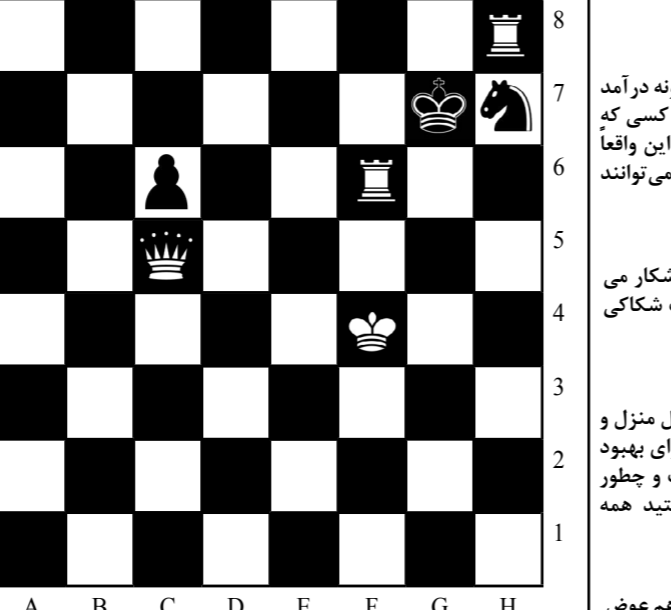 8
7
6
5
4
3
2
1
A B C D E F G H
ونه درآمد
کسی که
این واقعاً
می‌توانند
شکار می
شکاکی
ل منزل و
ای بهبود
و چطور
تید همه
هم عوض